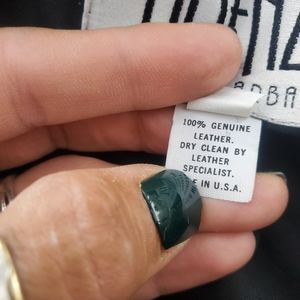 100% GENUINE
LEATHER.
DRY CLEAN BY
LEATHER
SPECIALIST.
IN U.S.A.